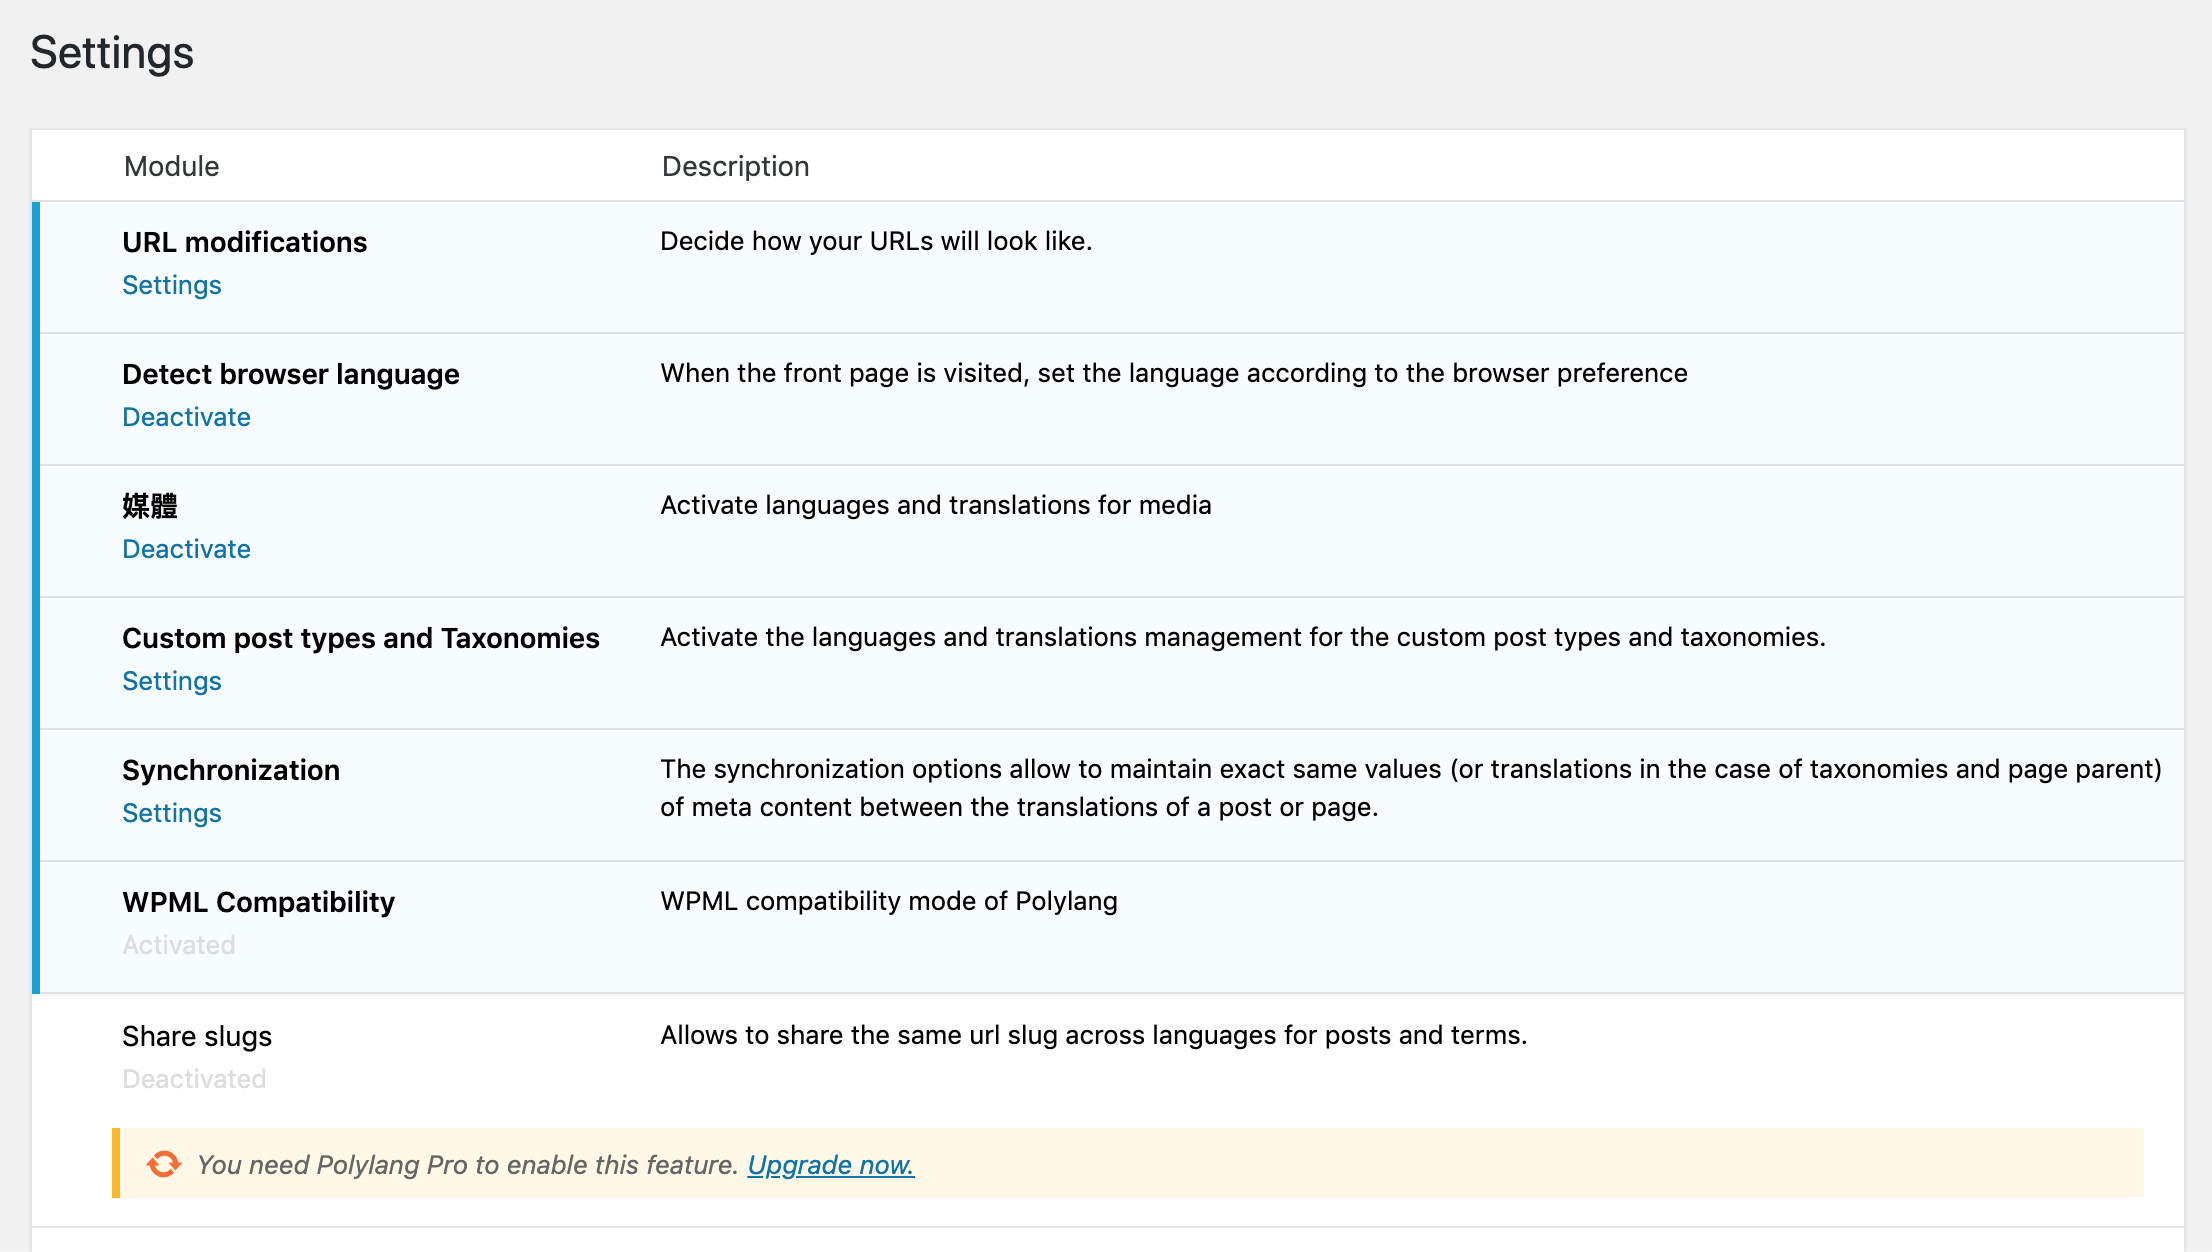 Settings
Module
Description
URL modifications
Decide how your URLs will look like.
Settings
Detect browser language
When the front page is visited, set the language according to the browser preference
Deactivate
媒體
Activate languages and translations for media
Deactivate
Custom post types and Taxonomies
Activate the languages and translations management for the custom post types and taxonomies.
Settings
Synchronization
The synchronization options allow to maintain exact same values (or translations in the case of taxonomies and page parent)
of meta content between the translations of a post or page.
Settings
WPML Compatibility
WPML compatibility mode of Polylang
Activated
Share slugs
Allows to share the same url slug across languages for posts and terms.
Deactivated
You need Polylang Pro to enable this feature. Upgrade now.